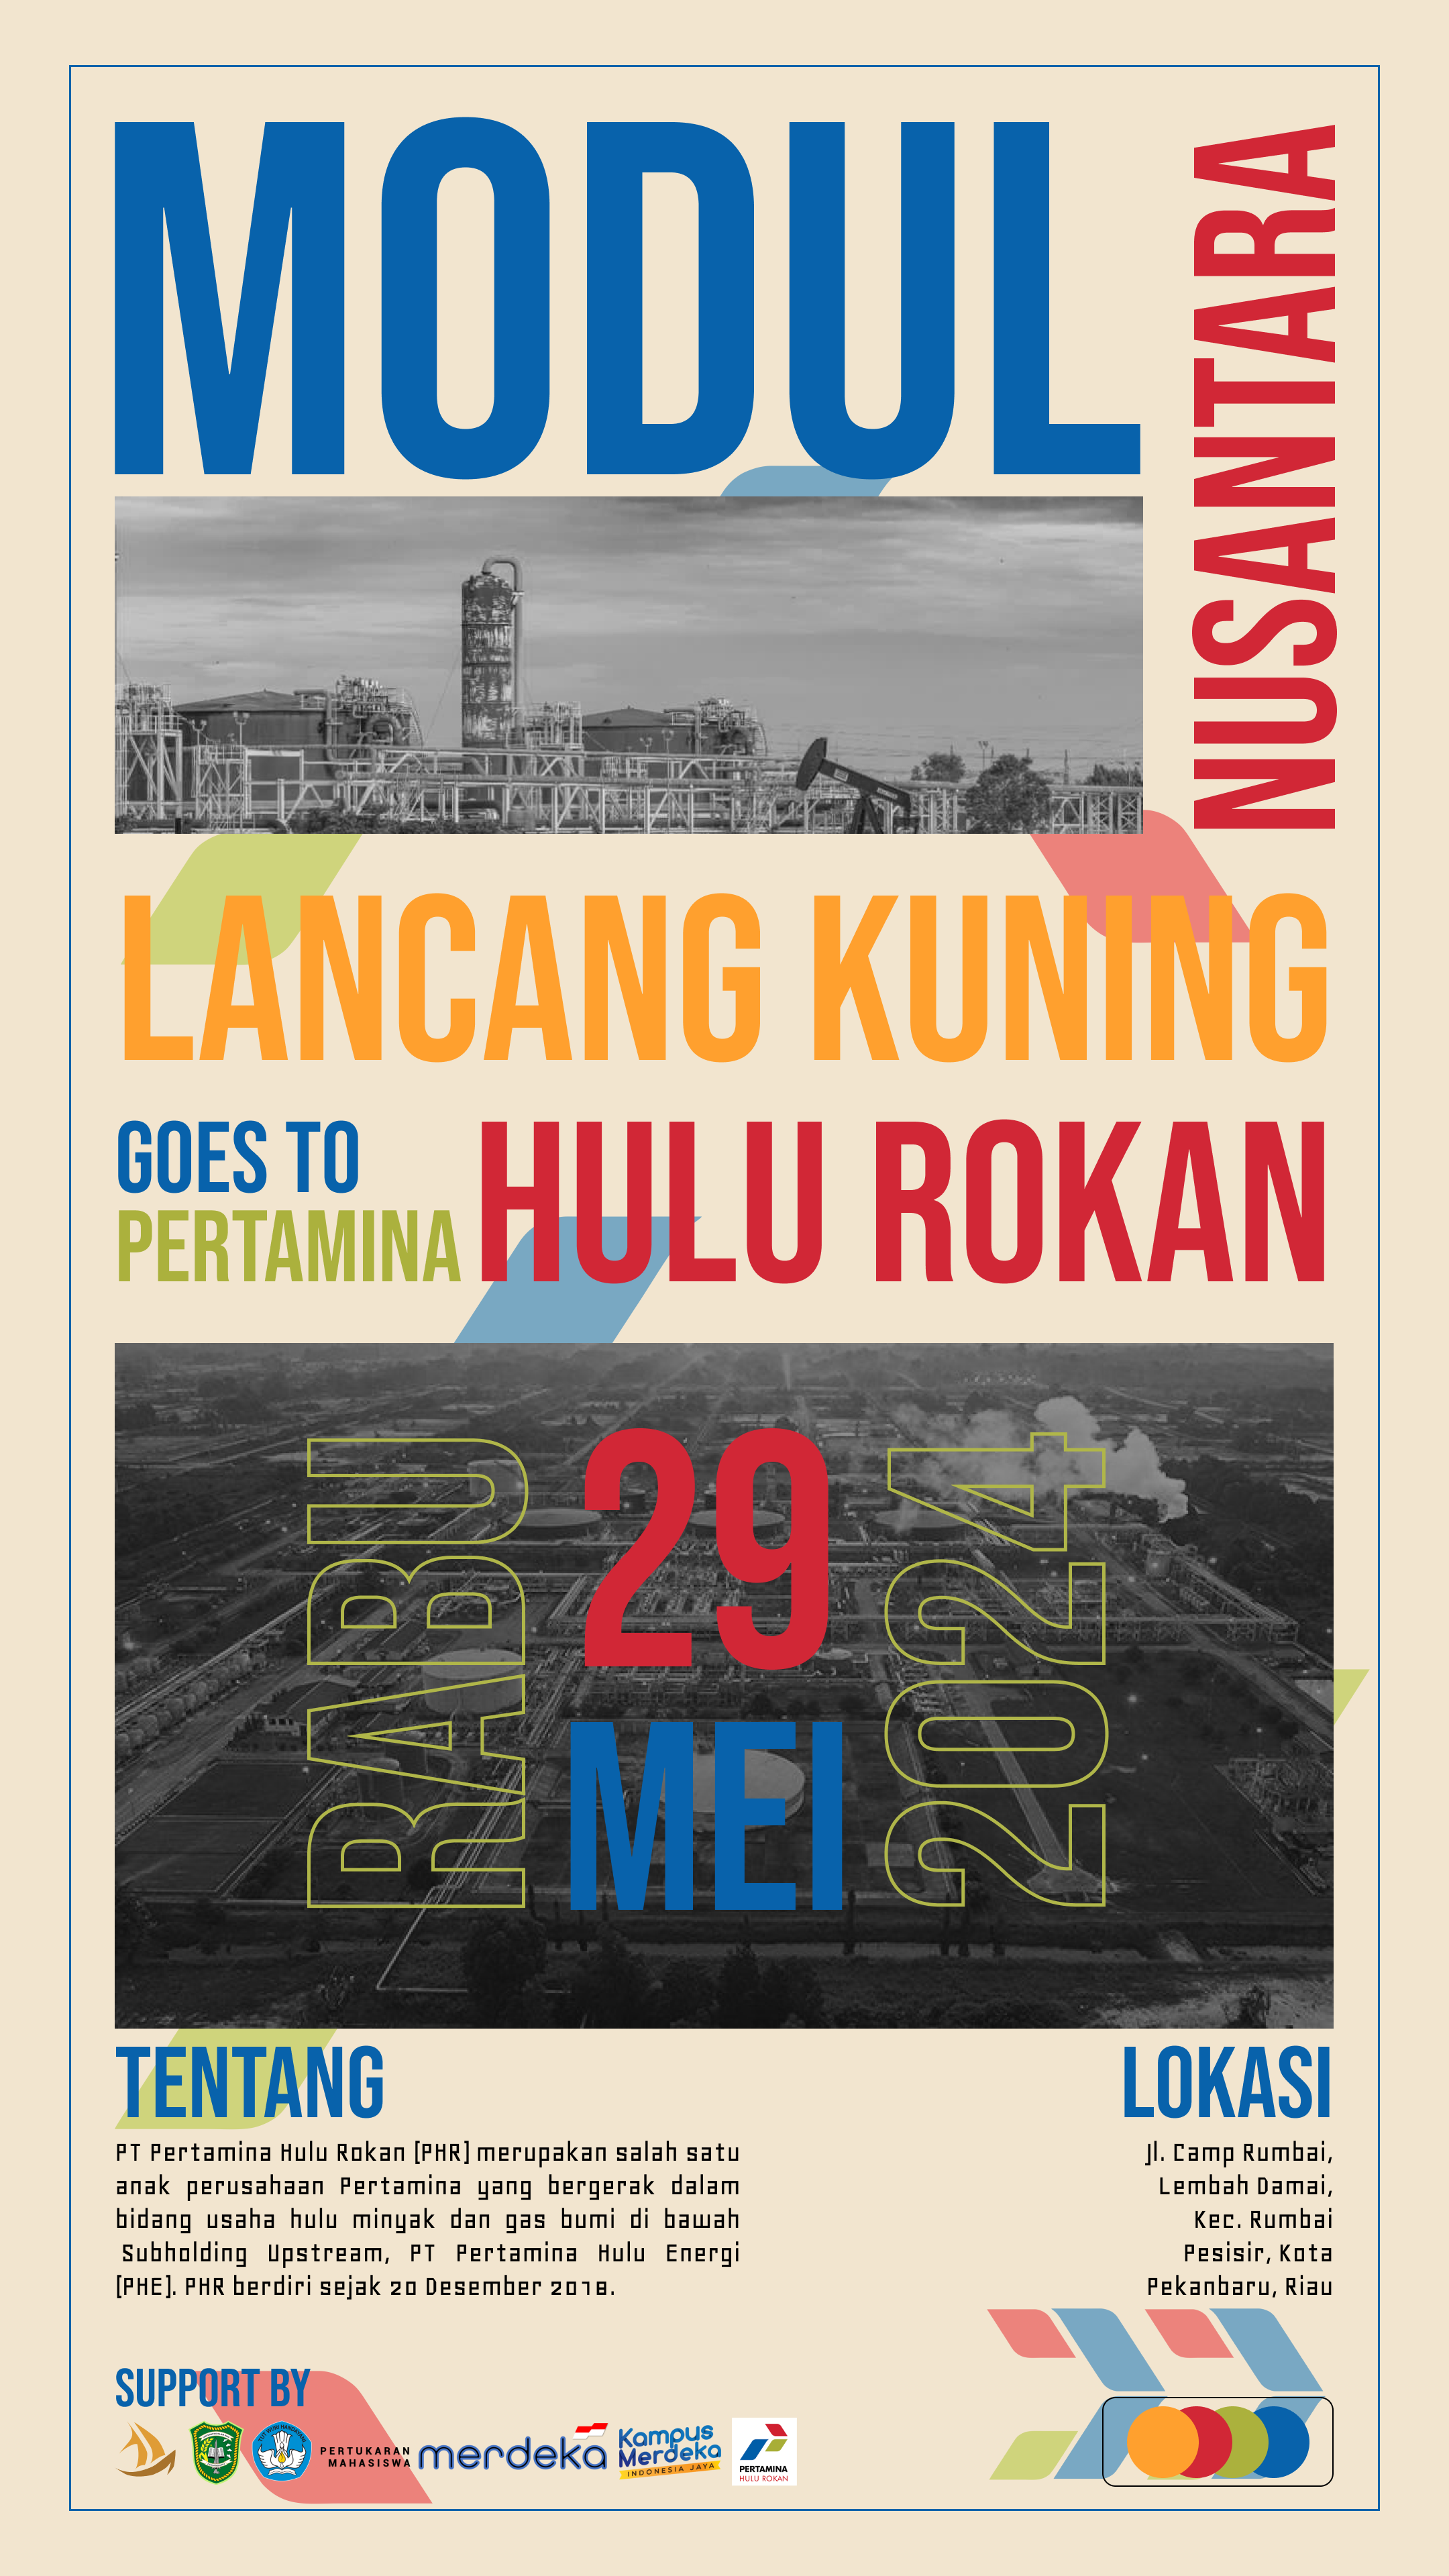 MODUL
NUSANTARA
LANCANG KUNING
GOES TO
PERTAMINA
HULU ROKAN
RABU
29
MEI
2024
TENTANG
PT Pertamina Hulu Rokan [PHR] merupakan salah satu
anak perusahaan Pertamina yang bergerak dalam
bidang usaha hulu minyak dan gas bumi di bawah
Subholding Upstream, PT Pertamina Hulu Energi
[PHE]. PHR berdiri sejak 20 Desember 2018.
LOKASI
Jl. Camp Rumbai,
Lembah Damai,
Kec. Rumbai
Pesisir, Kota
Pekanbaru, Riau
SUPPORT BY
TUT WURI HANDAYANI
PERTUKARAN
MAHASISWA
merdeka
Kampus
Merdeka
INDONESIA JAYA
PERTAMINA
HULU ROKAN